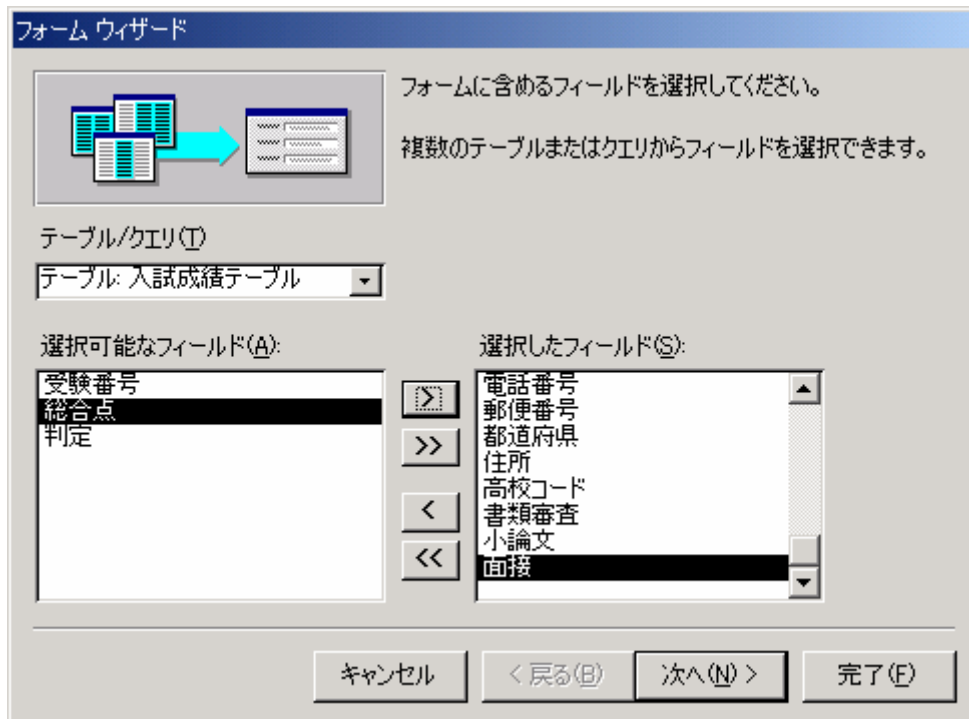 フォーム ウィザード
フォームに含めるフィールドを選択してください。
複数のテーブルまたはクエリからフィールドを選択できます。
テーブル/クエリ(T)
テーブル: 入試成績テーブル
選択可能なフィールド(A):
選択したフィールド(S):
受験番号
総合点
判定
>
>>
<
<<
電話番号
郵便番号
都道府県
住所
高校コード
書類審査
小論文
面接
キャンセル
< 戻る(B)
次へ(N) >
完了(F)